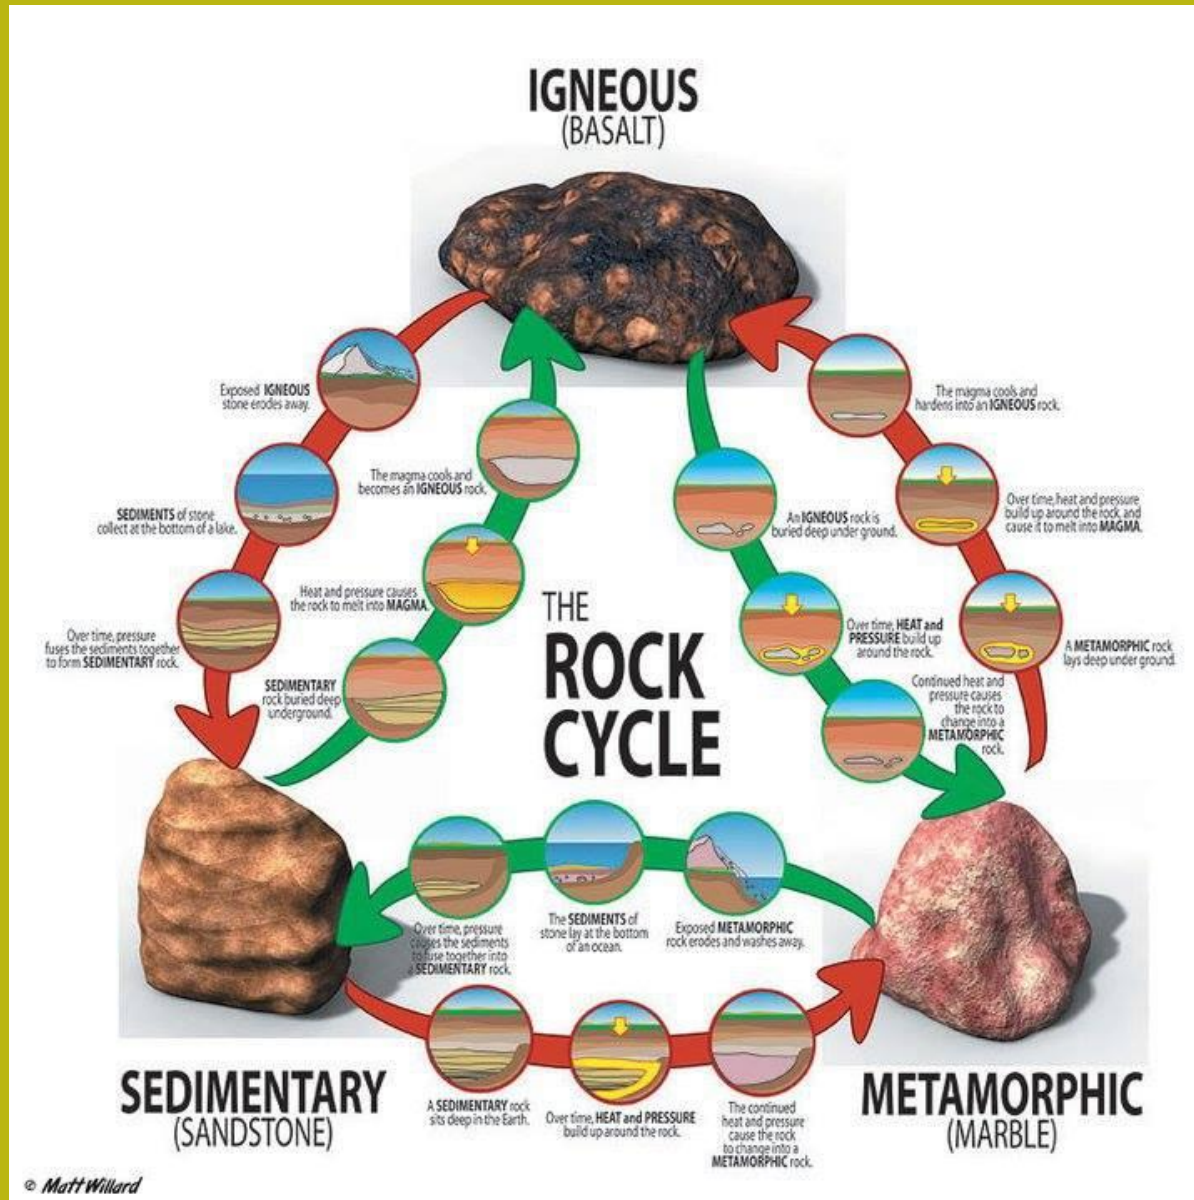 IGNEOUS
(BASALT)
Exposed IGNEOUS
stone erodes away.
SEDIMENTS of stone
collect at the bottom of a lake.
Over time, pressure
fuses the sediments together
to form SEDIMENTARY rock.
The magma cools and
becomes an IGNEOUS rock.
Heat and pressure causes
the rock to melt into MAGMA.
SEDIMENTARY
rock buried deep
underground.
THE
ROCK
CYCLE
An IGNEOUS rock is
buried deep under ground.
Over time, HEAT and
PRESSURE build up
around the rock.
Continued heat and
pressure causes
the rock to
change into a
METAMORPHIC
rock.
The magma cools and
hardens into an IGNEOUS rock.
Over time, heat and pressure
build up around the rock, and
cause it to melt into MAGMA.
A METAMORPHIC rock
lays deep under ground.
Over time, pressure
causes the sediments
to fuse together into
a SEDIMENTARY rock.
The SEDIMENTS of
stone lay at the bottom
of an ocean.
Exposed METAMORPHIC
rock erodes and washes away.
A SEDIMENTARY rock
sits deep in the Earth.
Over time, HEAT and PRESSURE
build up around the rock.
The continued
heat and pressure
cause the rock
to change into a
METAMORPHIC rock.
SEDIMENTARY
(SANDSTONE)
METAMORPHIC
(MARBLE)
© Matt Willard